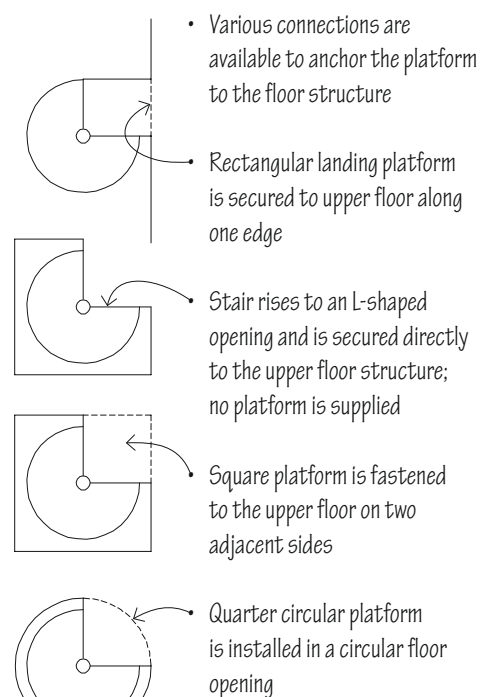 • Various connections are
available to anchor the platform
to the floor structure
• Rectangular landing platform
is secured to upper floor along
one edge
• Stair rises to an L-shaped
opening and is secured directly
to the upper floor structure;
no platform is supplied
• Square platform is fastened
to the upper floor on two
adjacent sides
• Quarter circular platform
is installed in a circular floor
opening